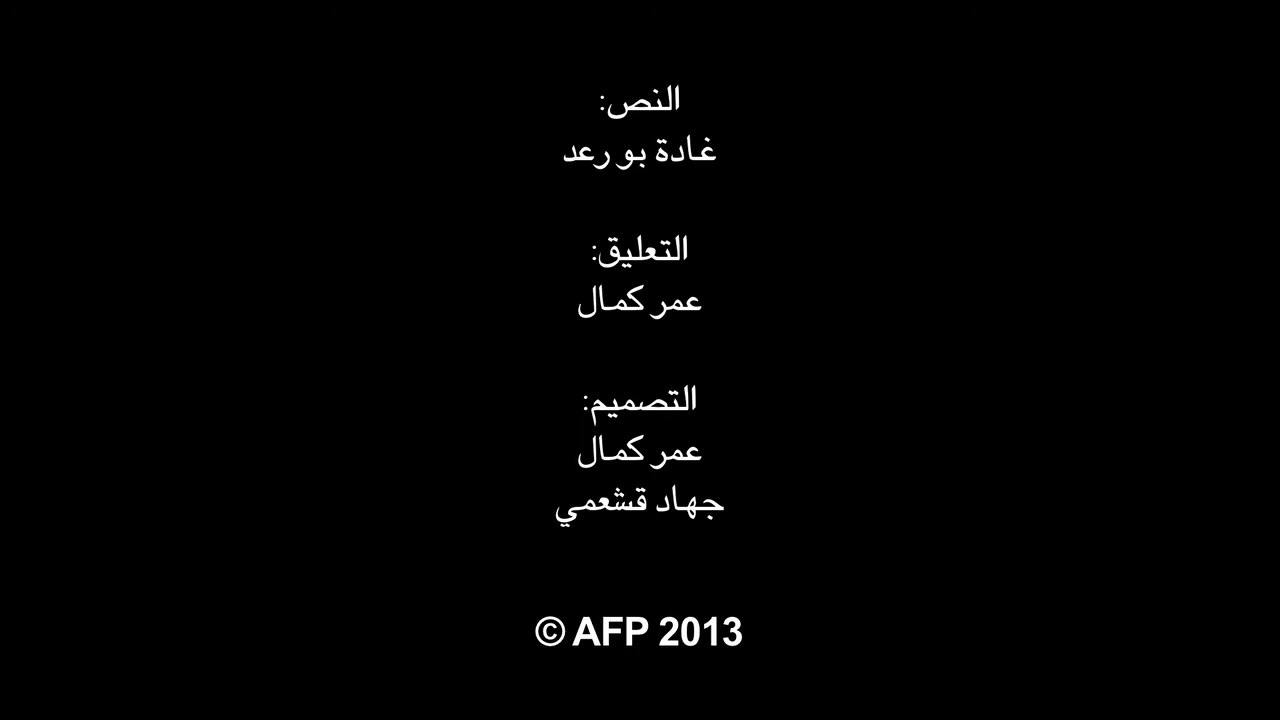 النص:
غادة بو رعد
التعليق:
عمر كمال
التصميم:
عمر كمال
جهاد قشعمي
© AFP 2013